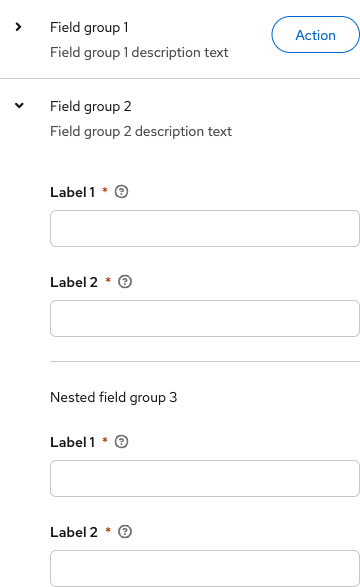 Field group 1
Field group 1 description text
Action
Field group 2
Field group 2 description text
Label 1 *
Label 2 *
Nested field group 3
Label 1 *
Label 2 *